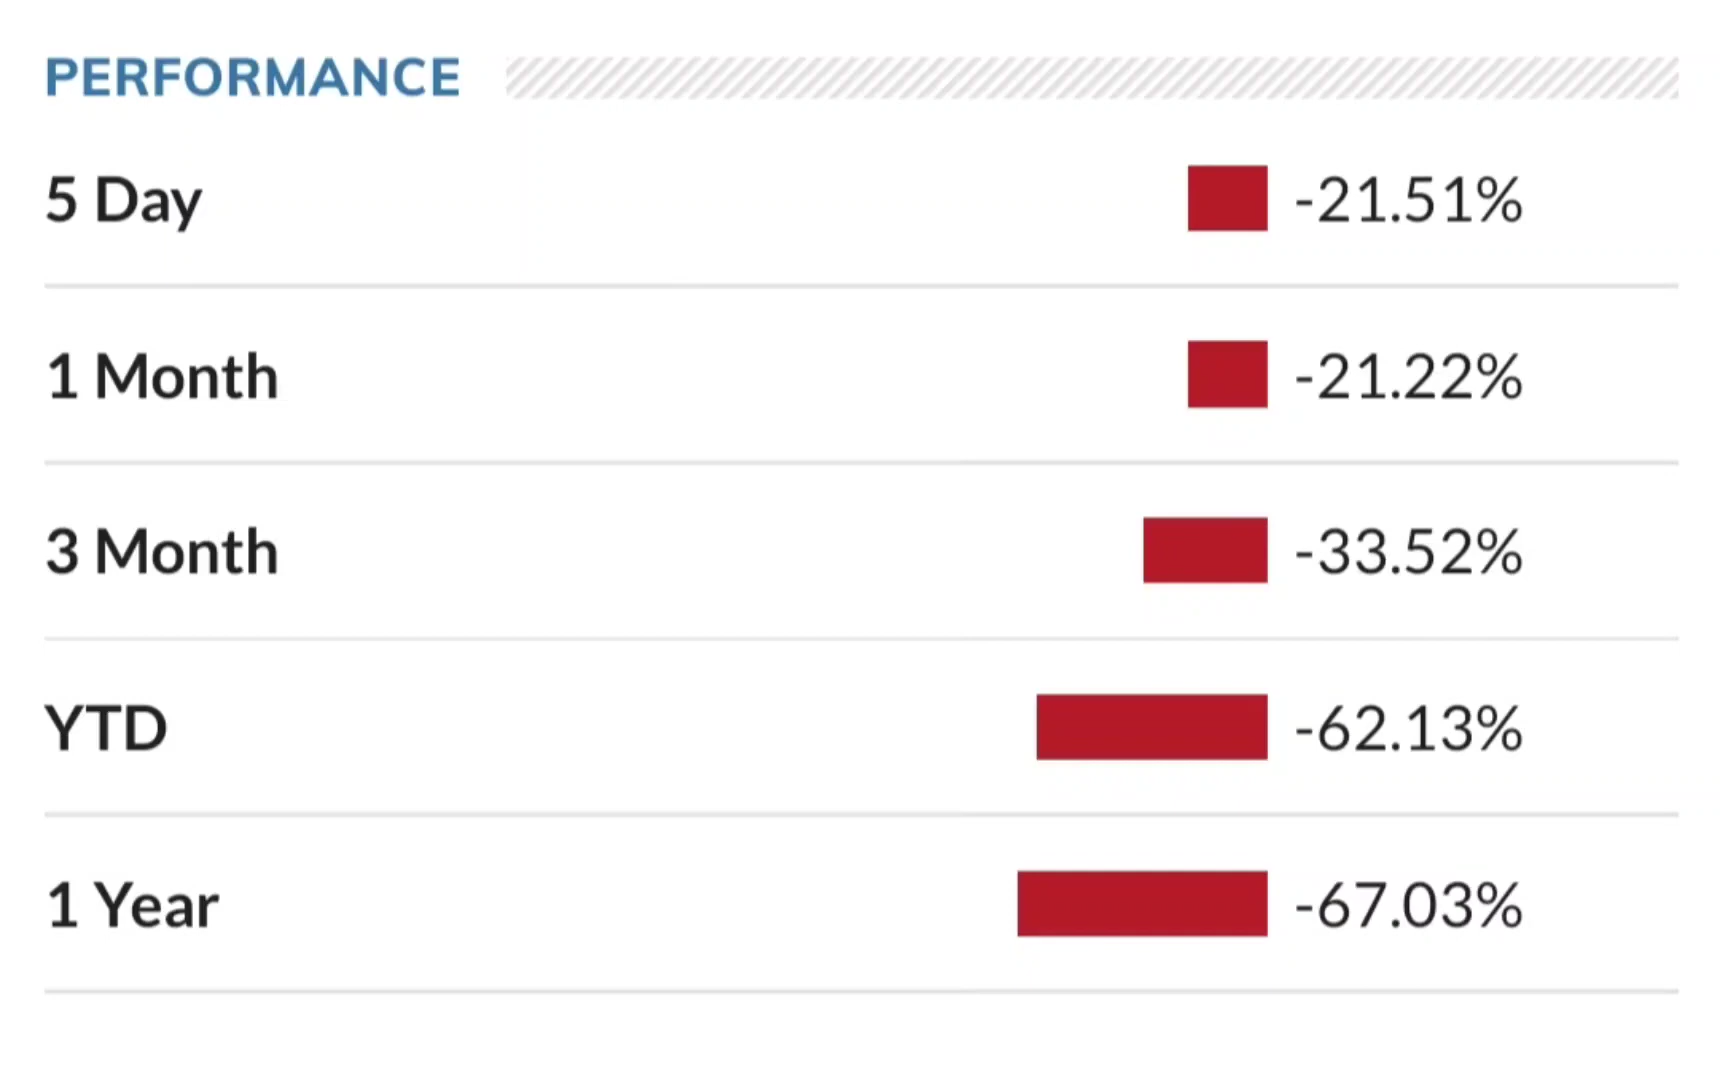 PERFORMANCE
5 Day -21.51%
1 Month -21.22%
3 Month -33.52%
YTD -62.13%
1 Year -67.03%